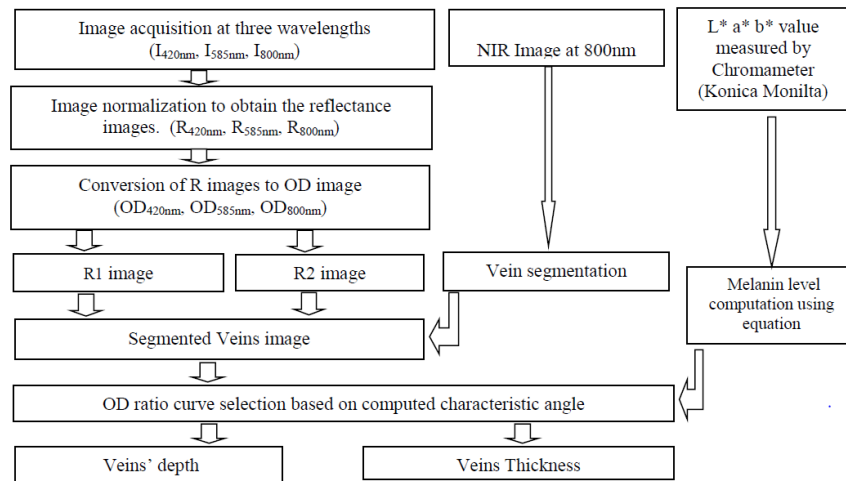 Image acquisition at three wavelengths
(I420nm, I585nm, I800nm)
NIR Image at 800nm
L* a* b* value
measured by
Chromameter
(Konica Monilta)
Image normalization to obtain the reflectance
images. (R420nm, R585nm, R800nm)
Conversion of R images to OD image
(OD420nm, OD585nm, OD800nm)
R1 image
R2 image
Vein segmentation
Melanin level
computation using
equation
Segmented Veins image
OD ratio curve selection based on computed characteristic angle
Veins’ depth
Veins Thickness